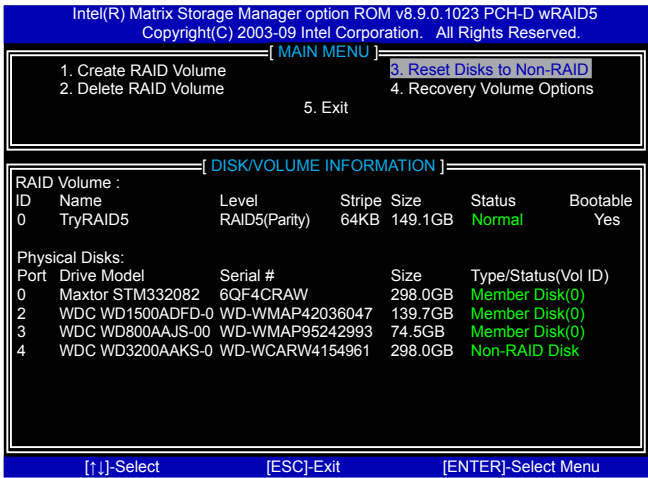 Intel(R) Matrix Storage Manager option ROM v8.9.0.1023 PCH-D wRAID5
Copyright(C) 2003-09 Intel Corporation. All Rights Reserved.
[ MAIN MENU ]
1. Create RAID Volume 3. Reset Disks to Non-RAID
2. Delete RAID Volume 4. Recovery Volume Options
5. Exit
[ DISK/VOLUME INFORMATION ]
RAID Volume :
ID Name Level Stripe Size Status Bootable
0 TryRAID5 RAID5(Parity) 64KB 149.1GB Normal Yes
Physical Disks:
Port Drive Model Serial # Size Type/Status(Vol ID)
0 Maxtor STM332082 6QF4CRAW 298.0GB Member Disk(0)
2 WDC WD1500ADFD-0 WD-WMAP42036047 139.7GB Member Disk(0)
3 WDC WD800AAJS-00 WD-WMAP95242993 74.5GB Member Disk(0)
4 WDC WD3200AAKS-0 WD-WCARW4154961 298.0GB Non-RAID Disk
[↑↓]-Select [ESC]-Exit [ENTER]-Select Menu